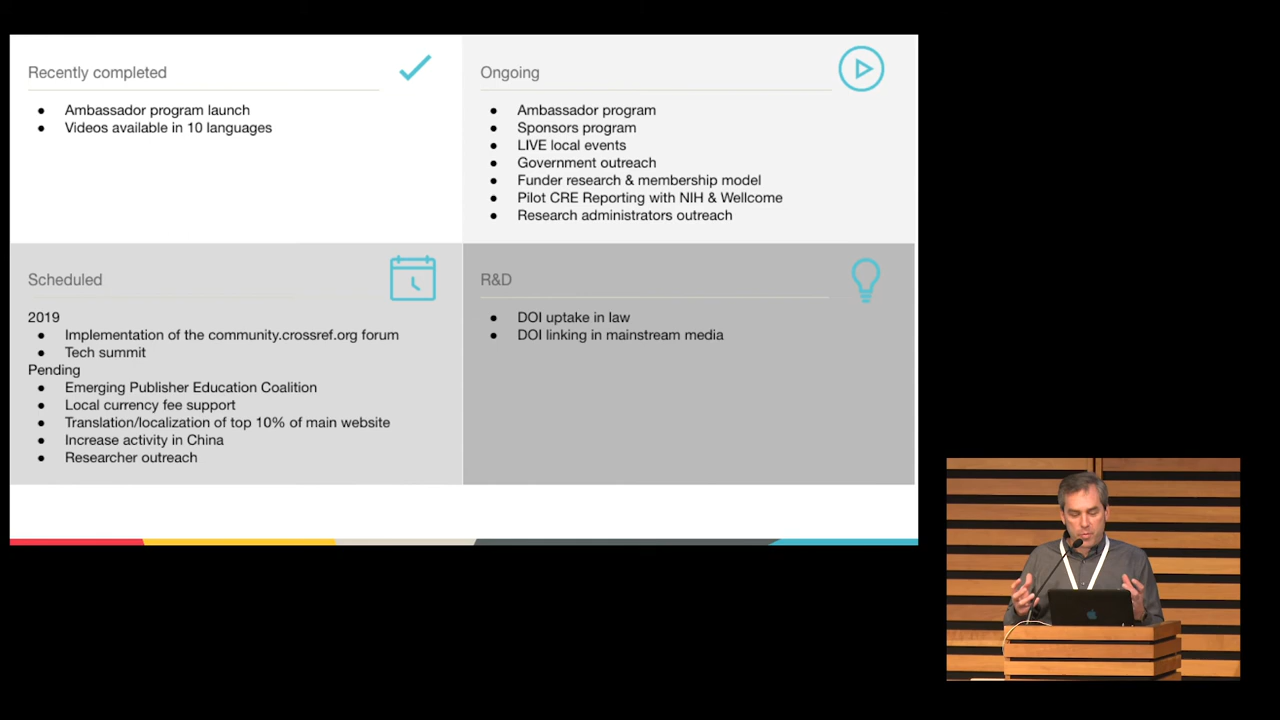 Recently completed
Ambassador program launch
Videos available in 10 languages
Ongoing
Ambassador program
Sponsors program
LIVE local events
Government outreach
Funder research & membership model
Pilot CRE Reporting with NIH & Wellcome
Research administrators outreach
Scheduled
2019
Implementation of the community.crossref.org forum
Tech summit
Pending
Emerging Publisher Education Coalition
Local currency fee support
Translation/localization of top 10% of main website
Increase activity in China
Researcher outreach
R&D
DOI uptake in law
DOI linking in mainstream media